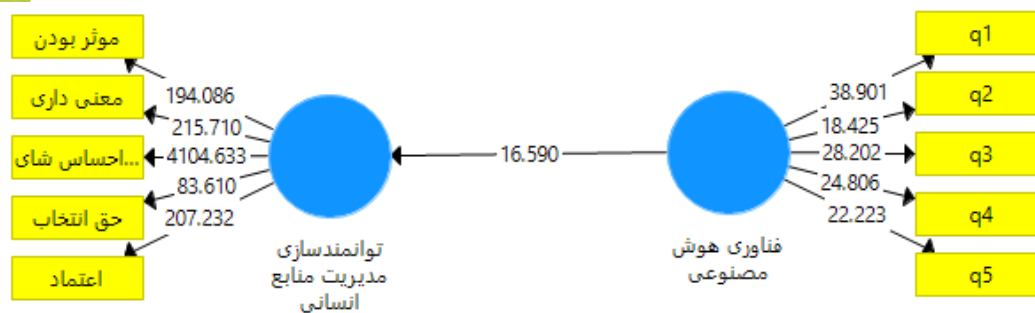 موثر بودن
معنی داری
احساس شای...
حق انتخاب
اعتماد
194.086
215.710
4104.633
83.610
207.232
توانمندسازی
مدیریت منابع
انسانی
16.590
فناوری هوش
مصنوعی
38.901
18.425
28.202
24.806
22.223
q1
q2
q3
q4
q5